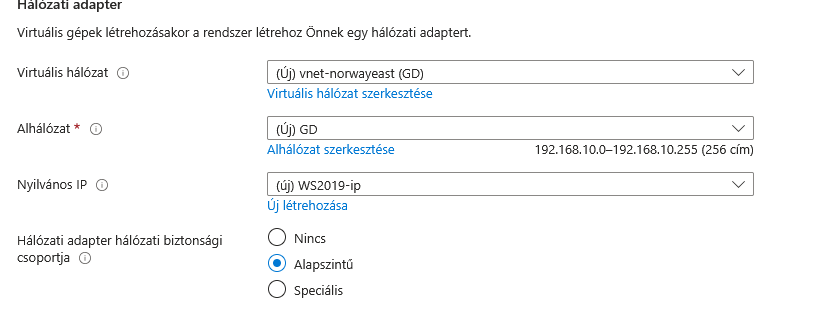 Hálózati adapter
Virtuális gépek létrehozásakor a rendszer létrehoz Önnek egy hálózati adaptert.
Virtuális hálózat
(Új) vnet-norwayeast (GD)
Virtuális hálózat szerkesztése
Alhálózat *
(Új) GD
Alhálózat szerkesztése
192.168.10.0–192.168.10.255 (256 cím)
Nyilvános IP
(új) WS2019-ip
Új létrehozása
Hálózati adapter hálózati biztonsági
csoportja
Nincs
Alapszintű
Speciális